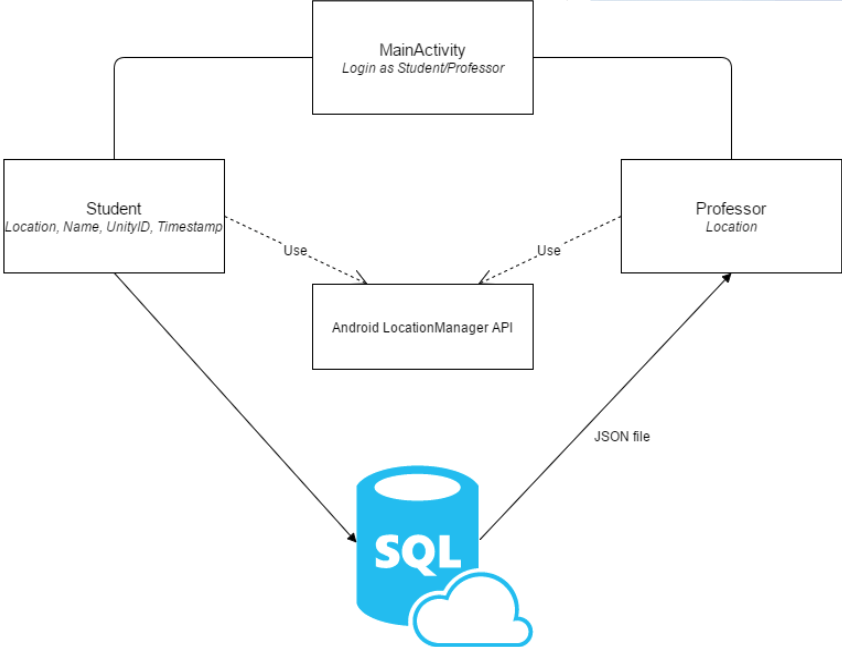 MainActivity
Login as Student/Professor
Student
Location, Name, UnityID, Timestamp
Professor
Location
Use
Use
Android LocationManager API
JSON file
SQL